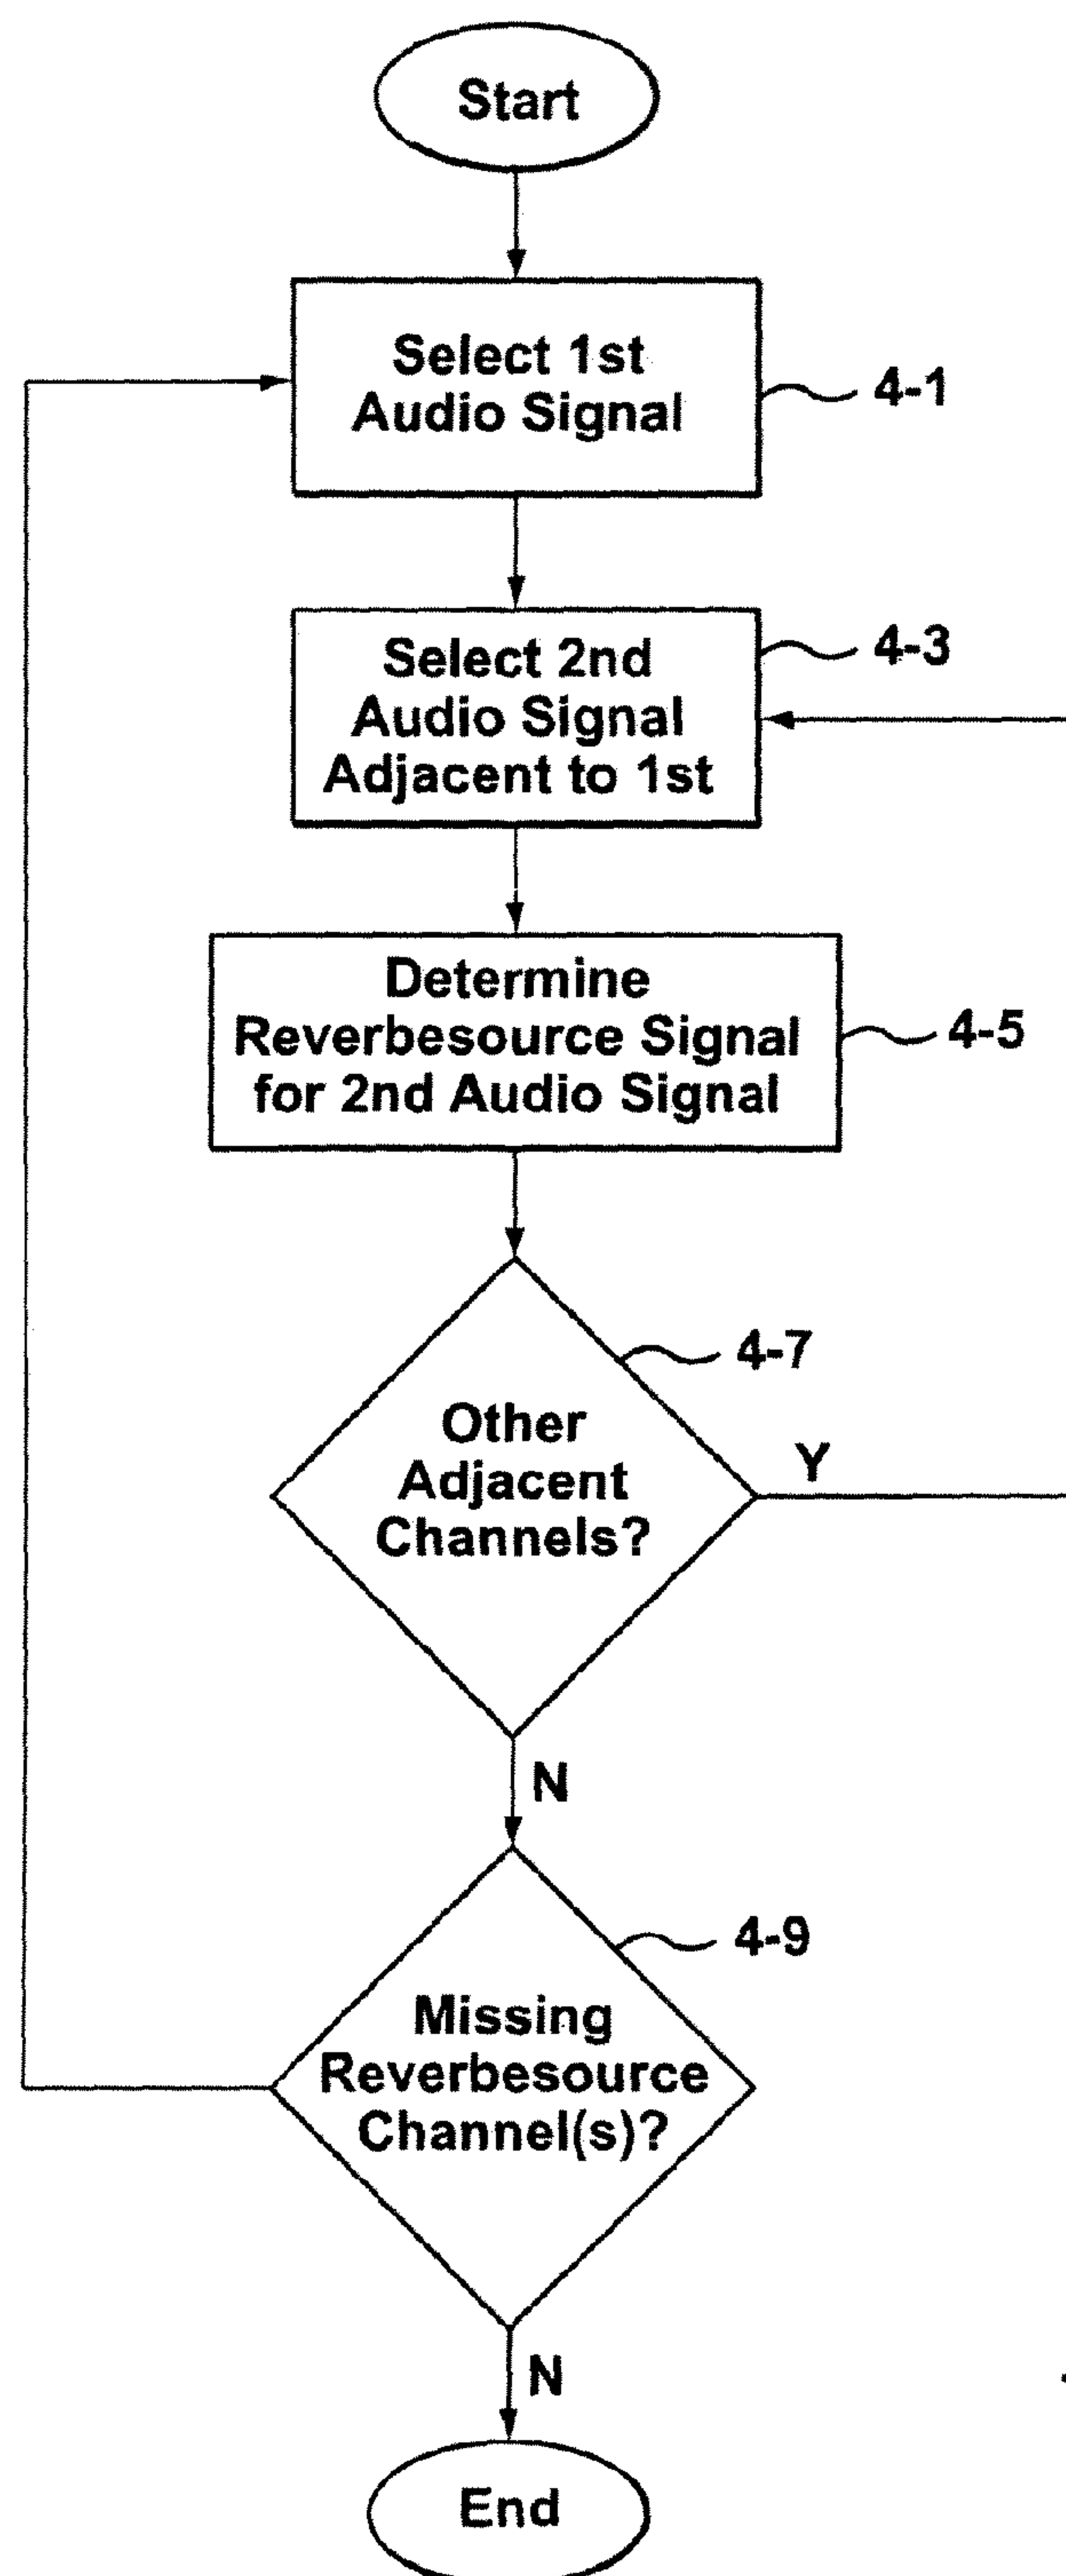 Start
Select 1st
Audio Signal
4-1
Select 2nd
Audio Signal
Adjacent to 1st
4-3
Determine
Reverbesource Signal
for 2nd Audio Signal
4-5
Other
Adjacent
Channels?
4-7
Y
N
Missing
Reverbesource
Channel(s)?
4-9
N
End